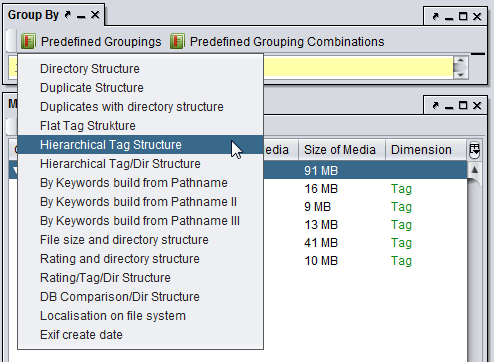 Group By
Predefined Groupings Predefined Grouping Combinations
Directory Structure
Duplicate Structure
Duplicates with directory structure
Flat Tag Strukture
Hierarchical Tag Structure
Hierarchical Tag/Dir Structure
By Keywords build from Pathname
By Keywords build from Pathname II
By Keywords build from Pathname III
File size and directory structure
Rating and directory structure
Rating/Tag/Dir Structure
DB Comparison/Dir Structure
Localisation on file system
Exif create date
edia Size of Media Dimension
91 MB
16 MB Tag
9 MB Tag
13 MB Tag
41 MB Tag
10 MB Tag